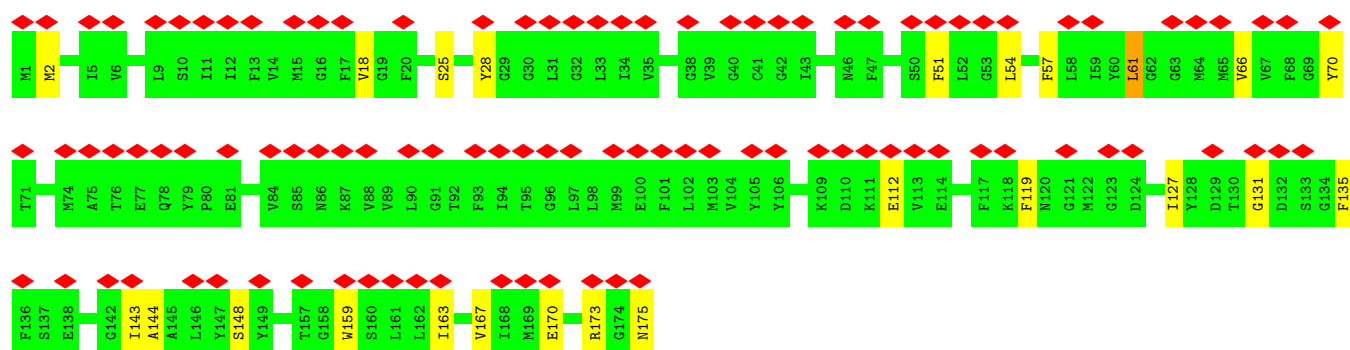 M1 M2 I5 V6 L9 S10 I11 I12 F13 V14 M15 G16 F17 V18 G19 F20 S25 Y28 G29 G30 L31 G32 L33 I34 V35 G38 V39 G40 C41 G42 I43 N46 F47 S50 F51 L52 G53 L54 F57 L58 I59 Y60 L61 G62 G63 M64 M65 V66 V67 F68 G69 Y70
T71 M74 A75 T76 E77 Q78 Y79 P80 E81 V84 S85 N86 K87 V88 V89 L90 G91 T92 F93 I94 T95 G96 L97 L98 M99 E100 F101 L102 M103 V104 Y105 Y106 K109 D110 K111 E112 V113 E114 F117 K118 F119 N120 G121 M122 G123 D124 I127 Y128 D129 T130 G131 D132 S133 G134 F135
F136 S137 E138 G142 I143 A144 A145 L146 Y147 S148 Y149 T157 G158 W159 S160 L161 L162 I163 V167 I168 M169 E170 R173 G174 N175